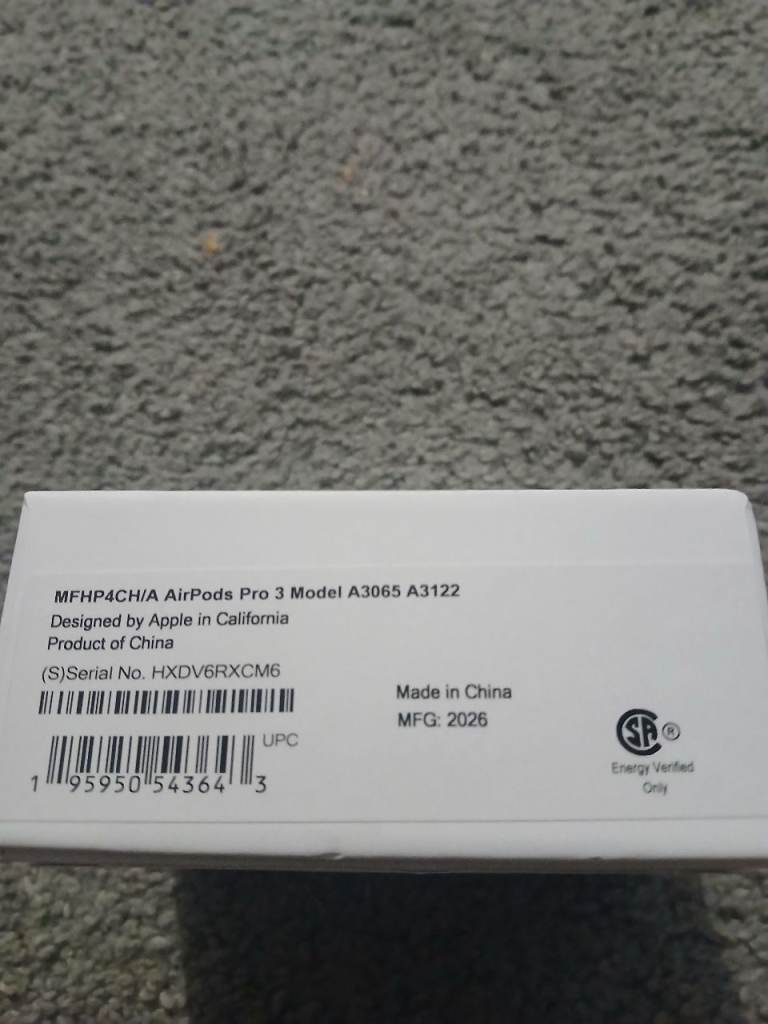 MFHP4CH/A AirPods Pro 3 Model A3065 A3122
Designed by Apple in California
Product of China
(S)Serial No. HXDV6RXCM6
Made in China
MFG: 2026
UPC
1 95950 54364 3
SA ®
Energy Verified
Only